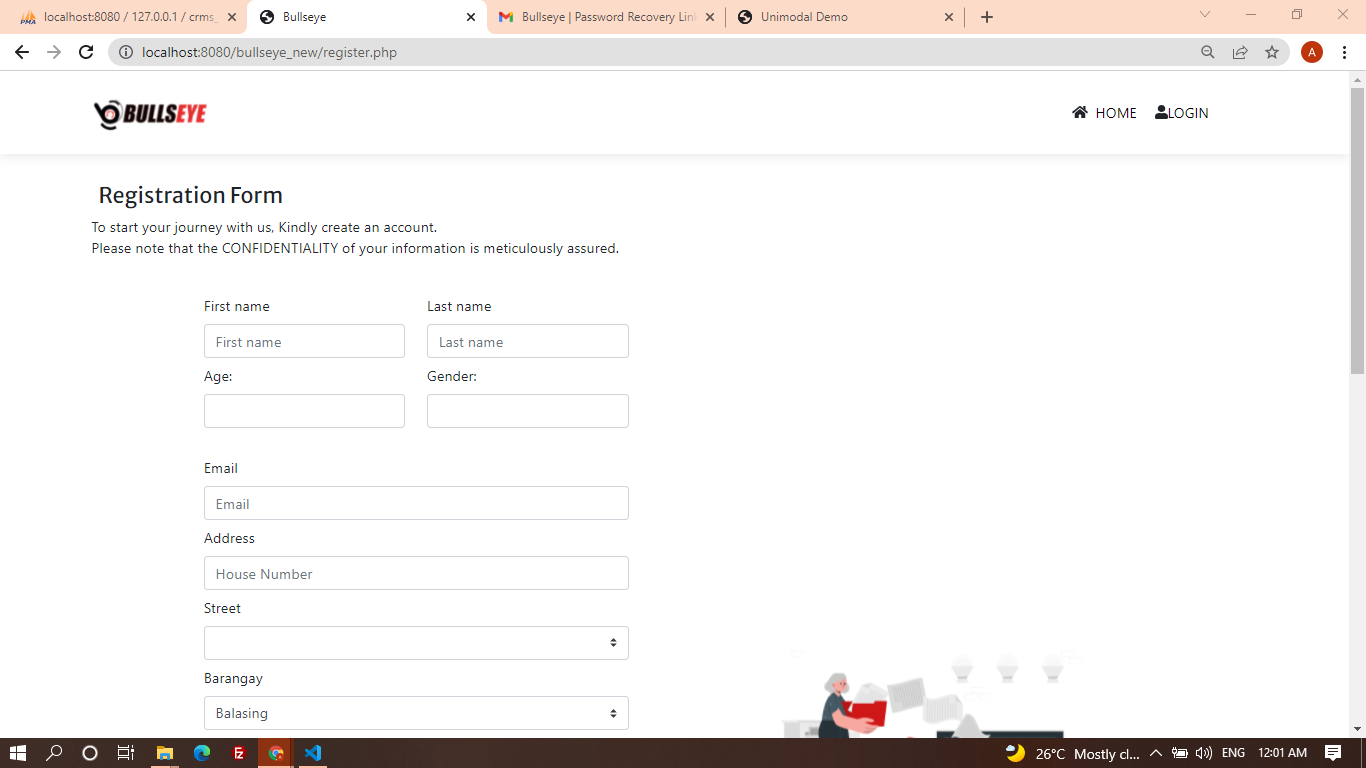 localhost:8080 / 127.0.0.1 / crms_
Bullseye
Bullseye | Password Recovery Lin
Unimodal Demo
localhost:8080/bullseye_new/register.php
A
BULLSEYE
HOME
LOGIN
Registration Form
To start your journey with us, Kindly create an account.
Please note that the CONFIDENTIALITY of your information is meticulously assured.
First name
Last name
First name
Last name
Age:
Gender:
Email
Email
Address
House Number
Street
Barangay
Balasing
26°C Mostly cl...
ENG
12:01 AM